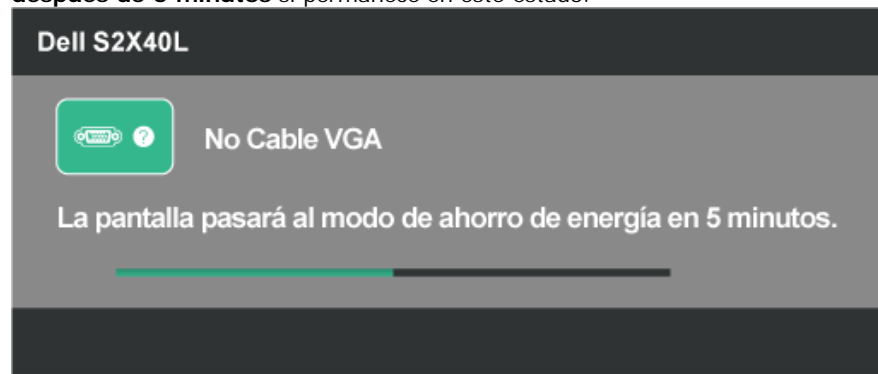 después de 5 minutos si permanece en este estado.
Dell S2X40L
No Cable VGA
La pantalla pasará al modo de ahorro de energía en 5 minutos.